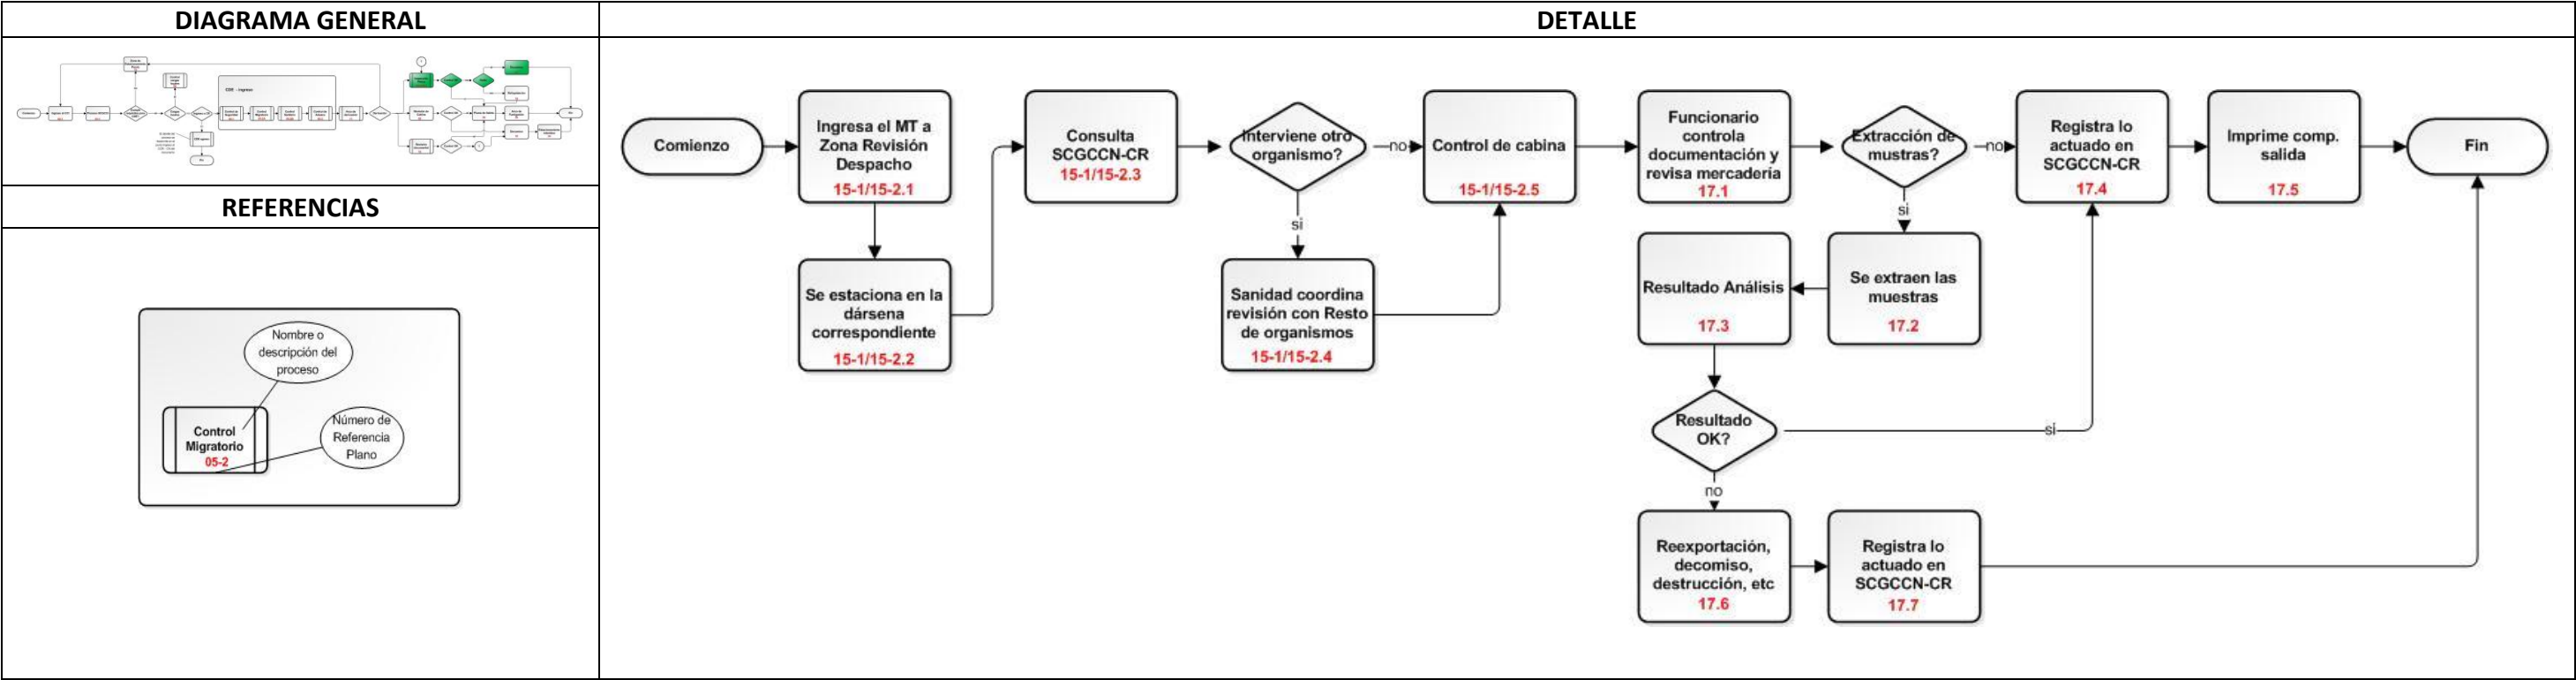 DIAGRAMA GENERAL
CDE - Ingreso
REFERENCIAS
Nombre o
descripción del
proceso
Control
Migratorio
05-2
Número de
Referencia
Plano
DETALLE
Comienzo
Ingresa el MT a
Zona Revisión
Despacho
15-1/15-2.1
Se estaciona en la
dársena
correspondiente
15-1/15-2.2
Consulta
SCGCCN-CR
15-1/15-2.3
Interviene otro
organismo?
no
si
Sanidad coordina
revisión con Resto
de organismos
15-1/15-2.4
Control de cabina
15-1/15-2.5
Funcionario
controla
documentación y
revisa mercadería
17.1
Extracción de
mustras?
no
si
Se extraen las
muestras
17.2
Resultado Análisis
17.3
Resultado
OK?
si
no
Registra lo
actuado en
SCGCCN-CR
17.4
Imprime comp.
salida
17.5
Fin
Reexportación,
decomiso,
destrucción, etc
17.6
Registra lo
actuado en
SCGCCN-CR
17.7